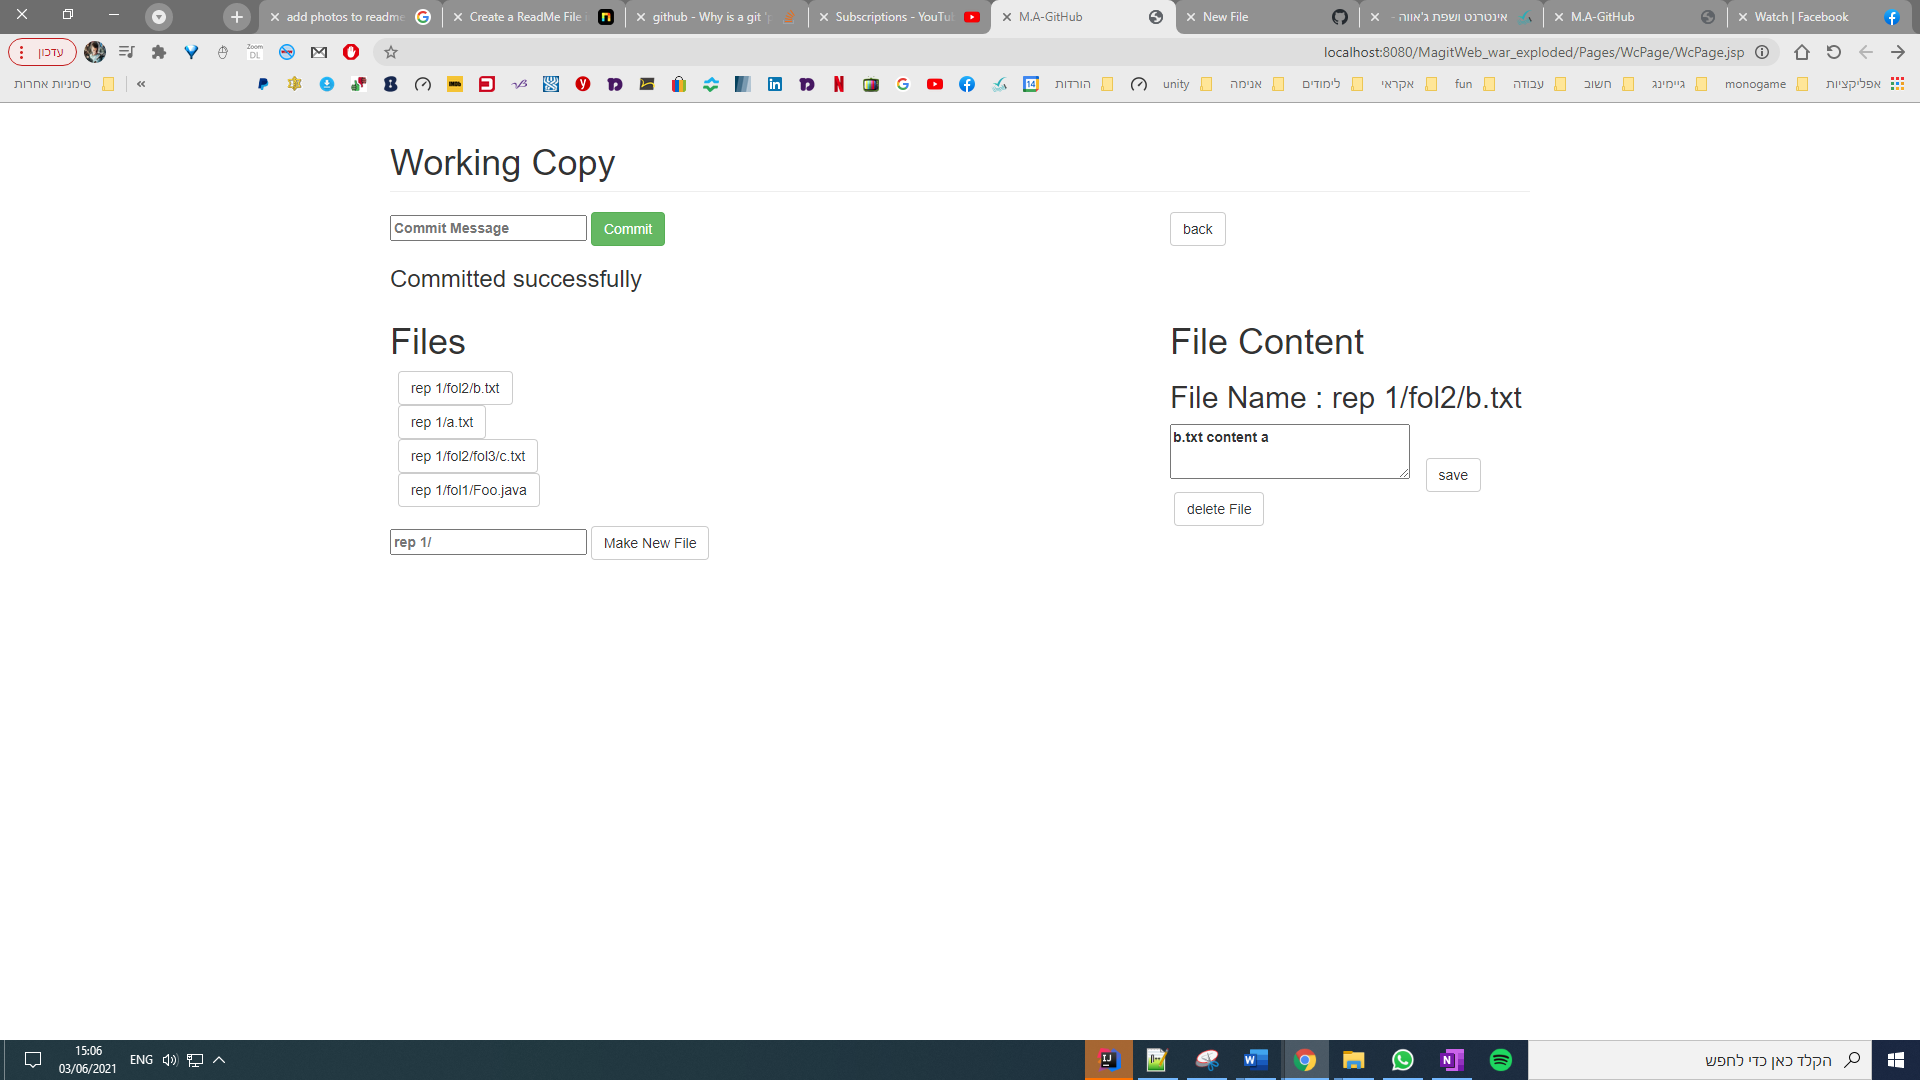 add photos to readme
Create a ReadMe File i
github - Why is a git 'p
Subscriptions - YouTu
M.A-GitHub
New File
אינטרנט ושפת ג'אווה -
M.A-GitHub
Watch | Facebook
עדכון
Zoom
DL
localhost:8080/MagitWeb_war_exploded/Pages/WcPage/WcPage.jsp
סימניות אחרות
«
14
הורדות
unity
אנימה
לימודים
אקראי
fun
עבודה
חשוב
גיימינג
monogame
אפליקציות
Working Copy
Commit Message
Commit
back
Committed successfully
Files
File Content
rep 1/fol2/b.txt
rep 1/a.txt
rep 1/fol2/fol3/c.txt
rep 1/fol1/Foo.java
File Name : rep 1/fol2/b.txt
b.txt content a
save
delete File
rep 1/
Make New File
15:06
03/06/2021
ENG
הקלד כאן כדי לחפש